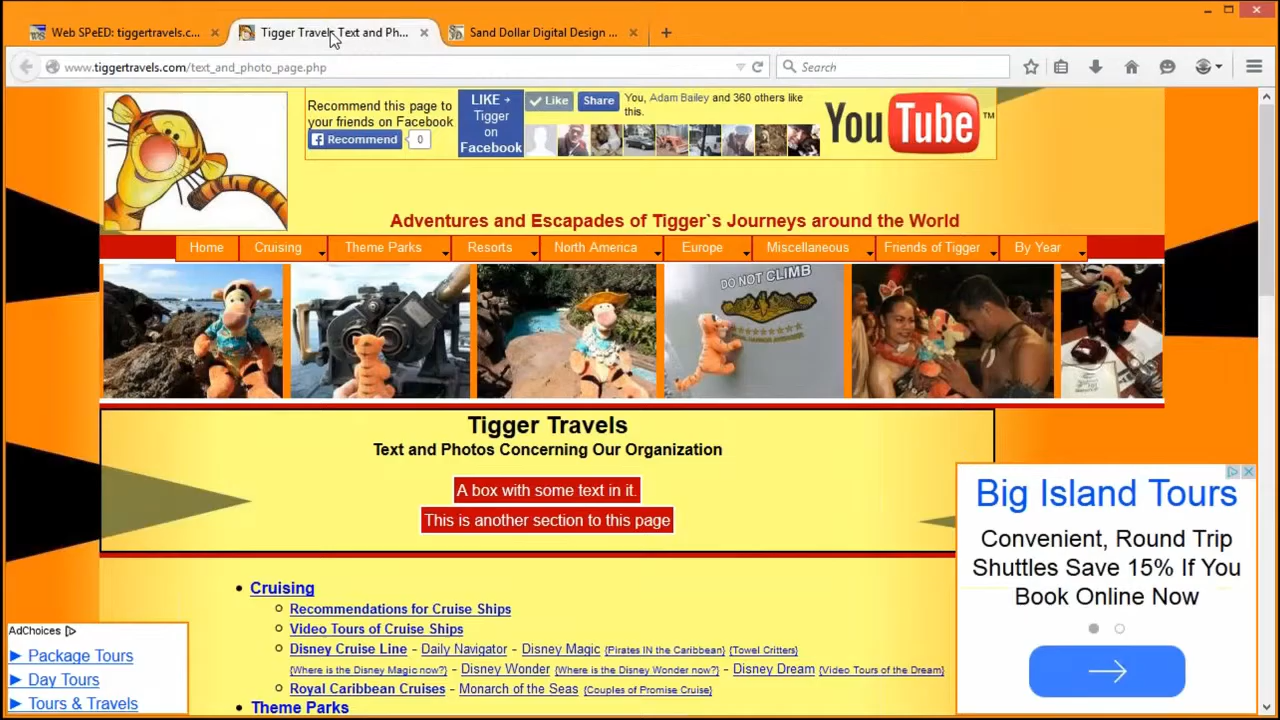 Web SPeED: tiggertravels.c...
Tigger Travels Text and Ph...
Sand Dollar Digital Design ...
www.tiggertravels.com/text_and_photo_page.php
Search
Recommend this page to
your friends on Facebook
Recommend 0
LIKE
Tigger
on
Facebook
Like Share
You, Adam Bailey and 360 others like
this.
You Tube TM
Adventures and Escapades of Tigger`s Journeys around the World
Home Cruising Theme Parks Resorts North America Europe Miscellaneous Friends of Tigger By Year
DO NOT CLIMB
Tigger Travels
Text and Photos Concerning Our Organization
A box with some text in it.
This is another section to this page
Cruising
Recommendations for Cruise Ships
Video Tours of Cruise Ships
Disney Cruise Line - Daily Navigator - Disney Magic {Pirates IN the Caribbean} {Towel Critters}
{Where is the Disney Magic now?} - Disney Wonder {Where is the Disney Wonder now?} - Disney Dream {Video Tours of the Dream}
Royal Caribbean Cruises - Monarch of the Seas {Couples of Promise Cruise}
Theme Parks
Big Island Tours
Convenient, Round Trip
Shuttles Save 15% If You
Book Online Now
AdChoices
Package Tours
Day Tours
Tours & Travels